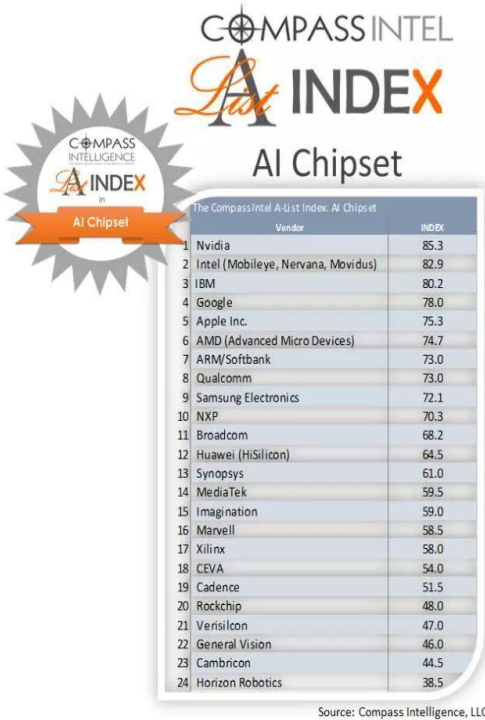 COMPASS INTEL
A List INDEX
AI Chipset
COMPASS
INTELLIGENCE
A List INDEX
in
AI Chipset
The CompassIntel A-List Index: AI Chipset
Vendor INDEX
1 Nvidia 85.3
2 Intel (Mobileye, Nervana, Movidus) 82.9
3 IBM 80.2
4 Google 78.0
5 Apple Inc. 75.3
6 AMD (Advanced Micro Devices) 74.7
7 ARM/Softbank 73.0
8 Qualcomm 73.0
9 Samsung Electronics 72.1
10 NXP 70.3
11 Broadcom 68.2
12 Huawei (HiSilicon) 64.5
13 Synopsys 61.0
14 MediaTek 59.5
15 Imagination 59.0
16 Marvell 58.5
17 Xilinx 58.0
18 CEVA 54.0
19 Cadence 51.5
20 Rockchip 48.0
21 Verisilcon 47.0
22 General Vision 46.0
23 Cambricon 44.5
24 Horizon Robotics 38.5
Source: Compass Intelligence, LLC